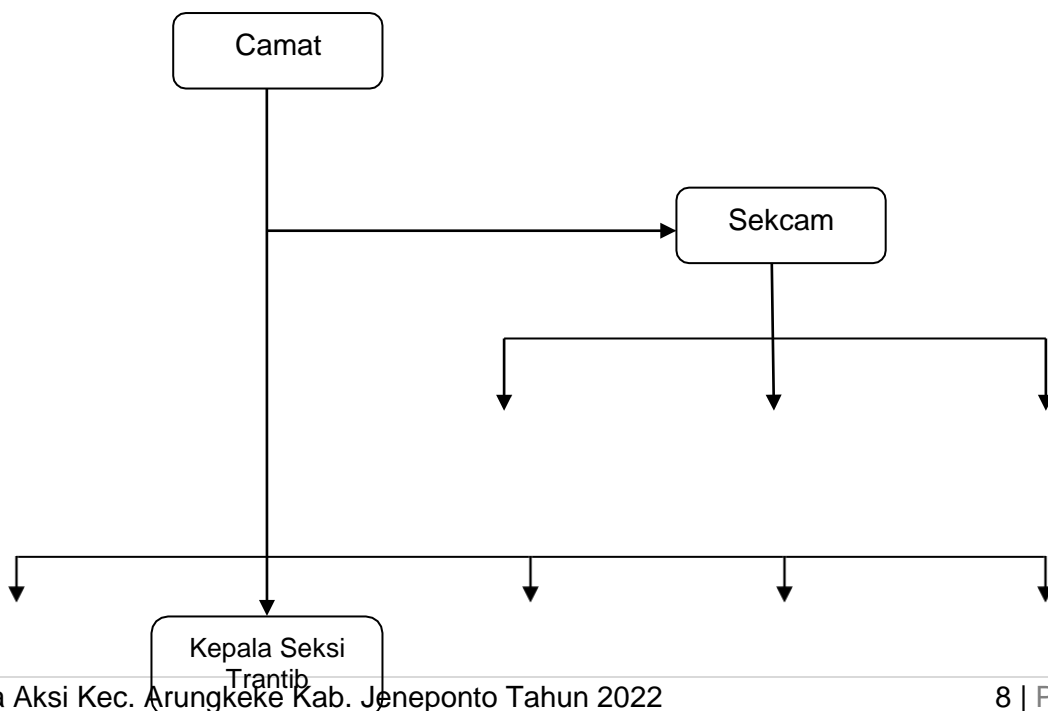 Camat
Sekcam
Kepala Seksi
Trantib
a Aksi Kec. Arungkeke Kab. Jeneponto Tahun 2022
8 | P